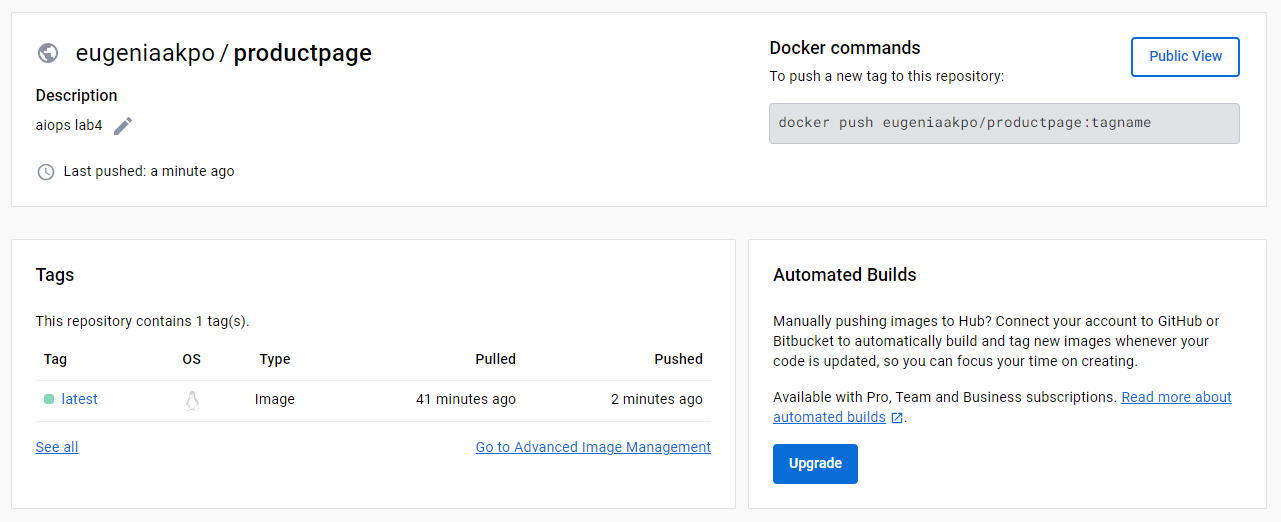 eugeniaakpo / productpage
Description
aiops lab4
Last pushed: a minute ago
Docker commands
Public View
To push a new tag to this repository:
docker push eugeniaakpo/productpage:tagname
Tags
This repository contains 1 tag(s).
Tag OS Type Pulled Pushed
latest Image 41 minutes ago 2 minutes ago
See all Go to Advanced Image Management
Automated Builds
Manually pushing images to Hub? Connect your account to GitHub or
Bitbucket to automatically build and tag new images whenever your
code is updated, so you can focus your time on creating.
Available with Pro, Team and Business subscriptions. Read more about
automated builds .
Upgrade